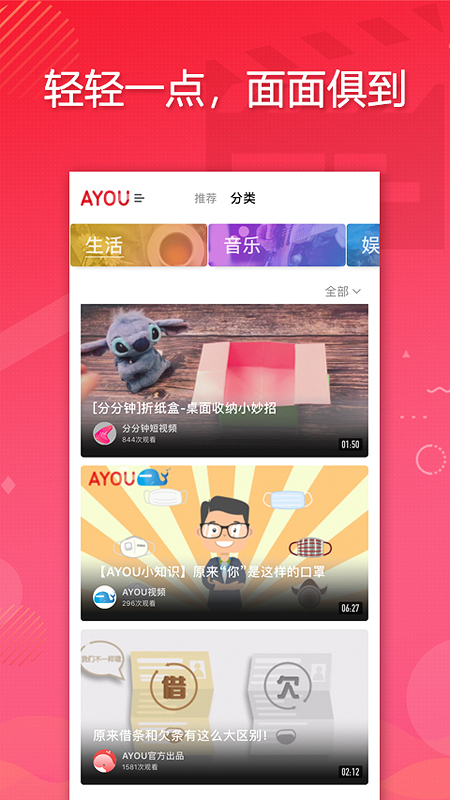 轻轻一点，面面俱到
AYOU
推荐 分类
生活 音乐 娱
全部
[分分钟]折纸盒-桌面收纳小妙招
分分钟短视频
844次观看
01:50
AYOU
【AYOU小知识】原来“你”是这样的口罩
AYOU视频
296次观看
06:27
我们不一样噢
借 欠
原来借条和欠条有这么大区别！
AYOU官方出品
1581次观看
02:12